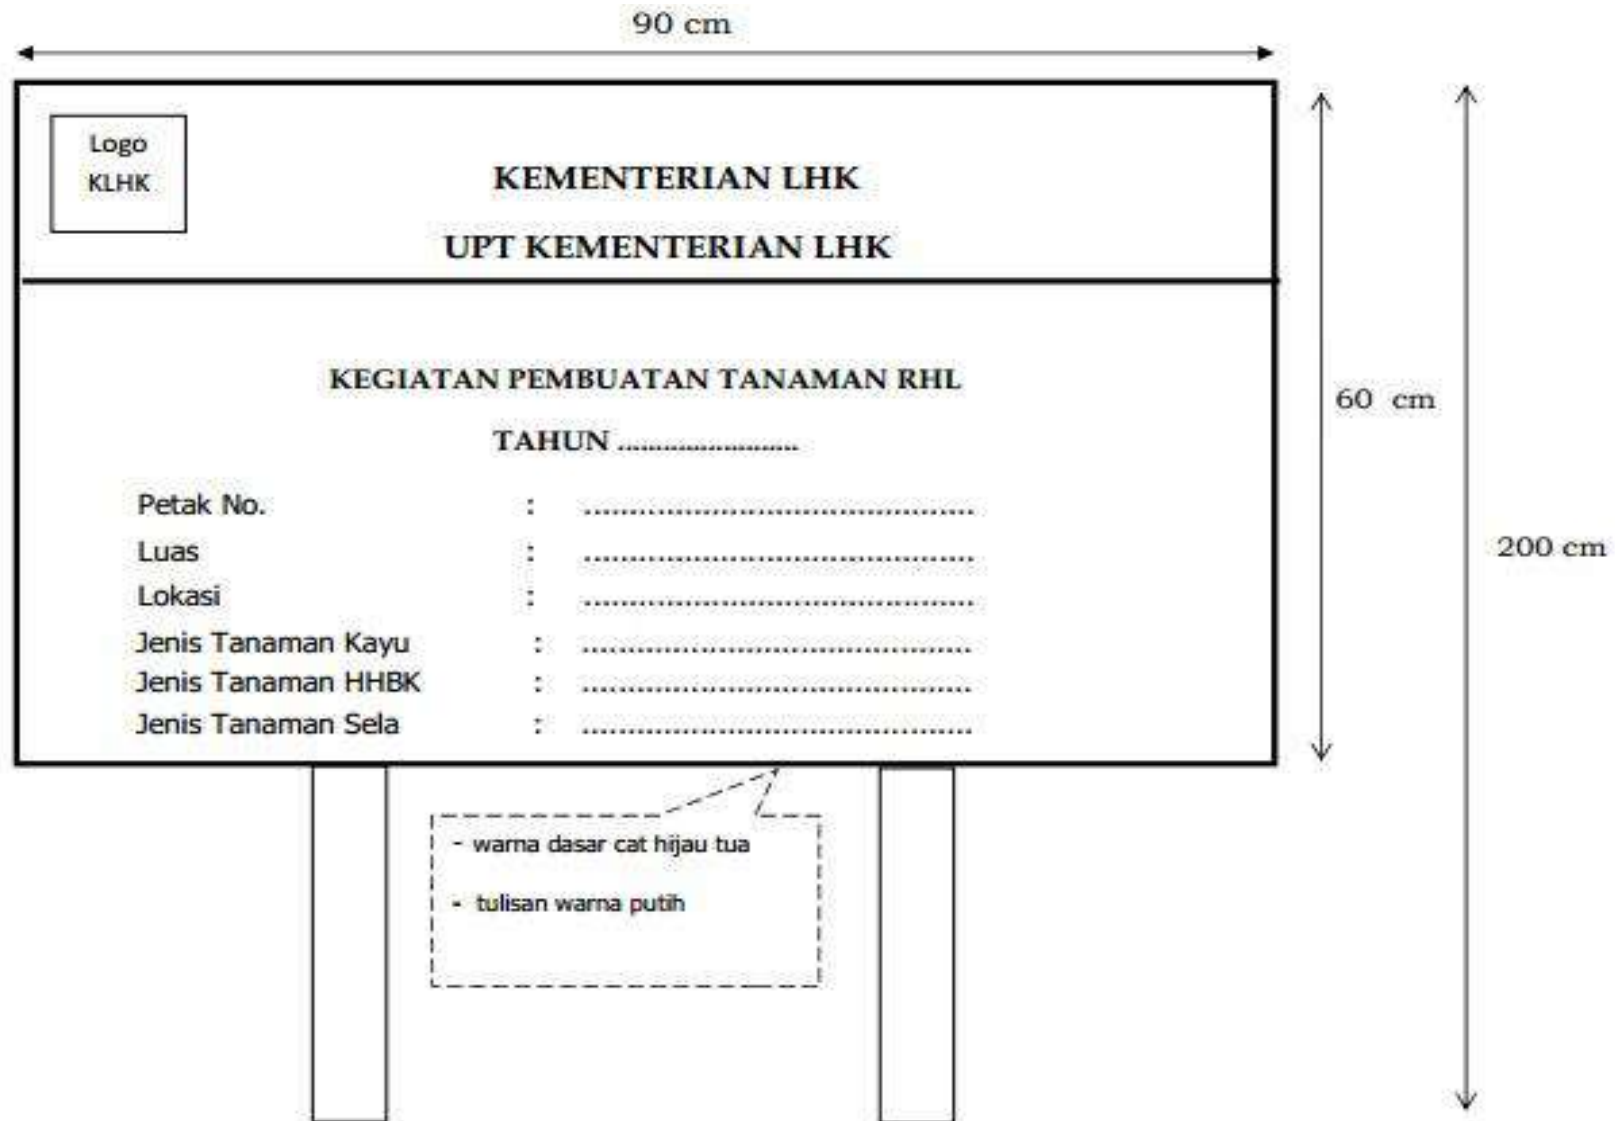 90 cm
Logo
KLHK
KEMENTERIAN LHK
UPT KEMENTERIAN LHK
KEGIATAN PEMBUATAN TANAMAN RHL
TAHUN ........................
60 cm
Petak No. : ............................................
Luas : ............................................
200 cm
Lokasi : ............................................
Jenis Tanaman Kayu : ............................................
Jenis Tanaman HHBK : ............................................
Jenis Tanaman Sela : ............................................
- warna dasar cat hijau tua
- tulisan warna putih